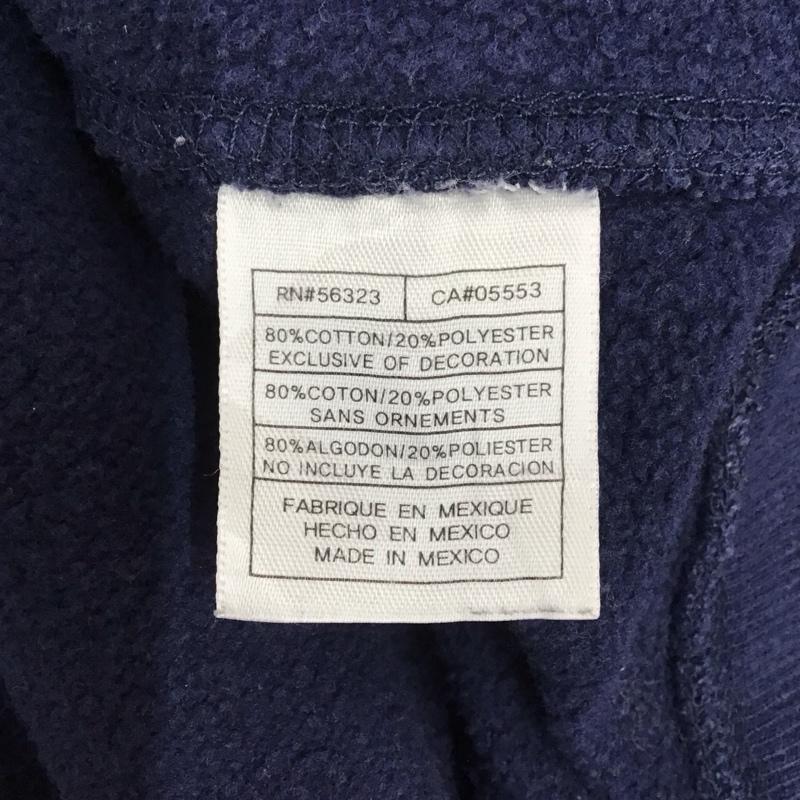 RN#56323 CA#05553
80%COTTON/20%POLYESTER
EXCLUSIVE OF DECORATION
80%COTON/20%POLYESTER
SANS ORNEMENTS
80%ALGODON/20%POLIESTER
NO INCLUYE LA DECORACION
FABRIQUE EN MEXIQUE
HECHO EN MEXICO
MADE IN MEXICO